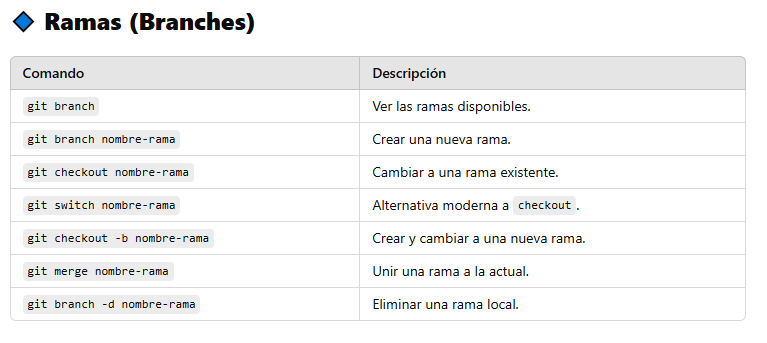 Ramas (Branches)
Comando Descripción
git branch Ver las ramas disponibles.
git branch nombre-rama Crear una nueva rama.
git checkout nombre-rama Cambiar a una rama existente.
git switch nombre-rama Alternativa moderna a checkout.
git checkout -b nombre-rama Crear y cambiar a una nueva rama.
git merge nombre-rama Unir una rama a la actual.
git branch -d nombre-rama Eliminar una rama local.